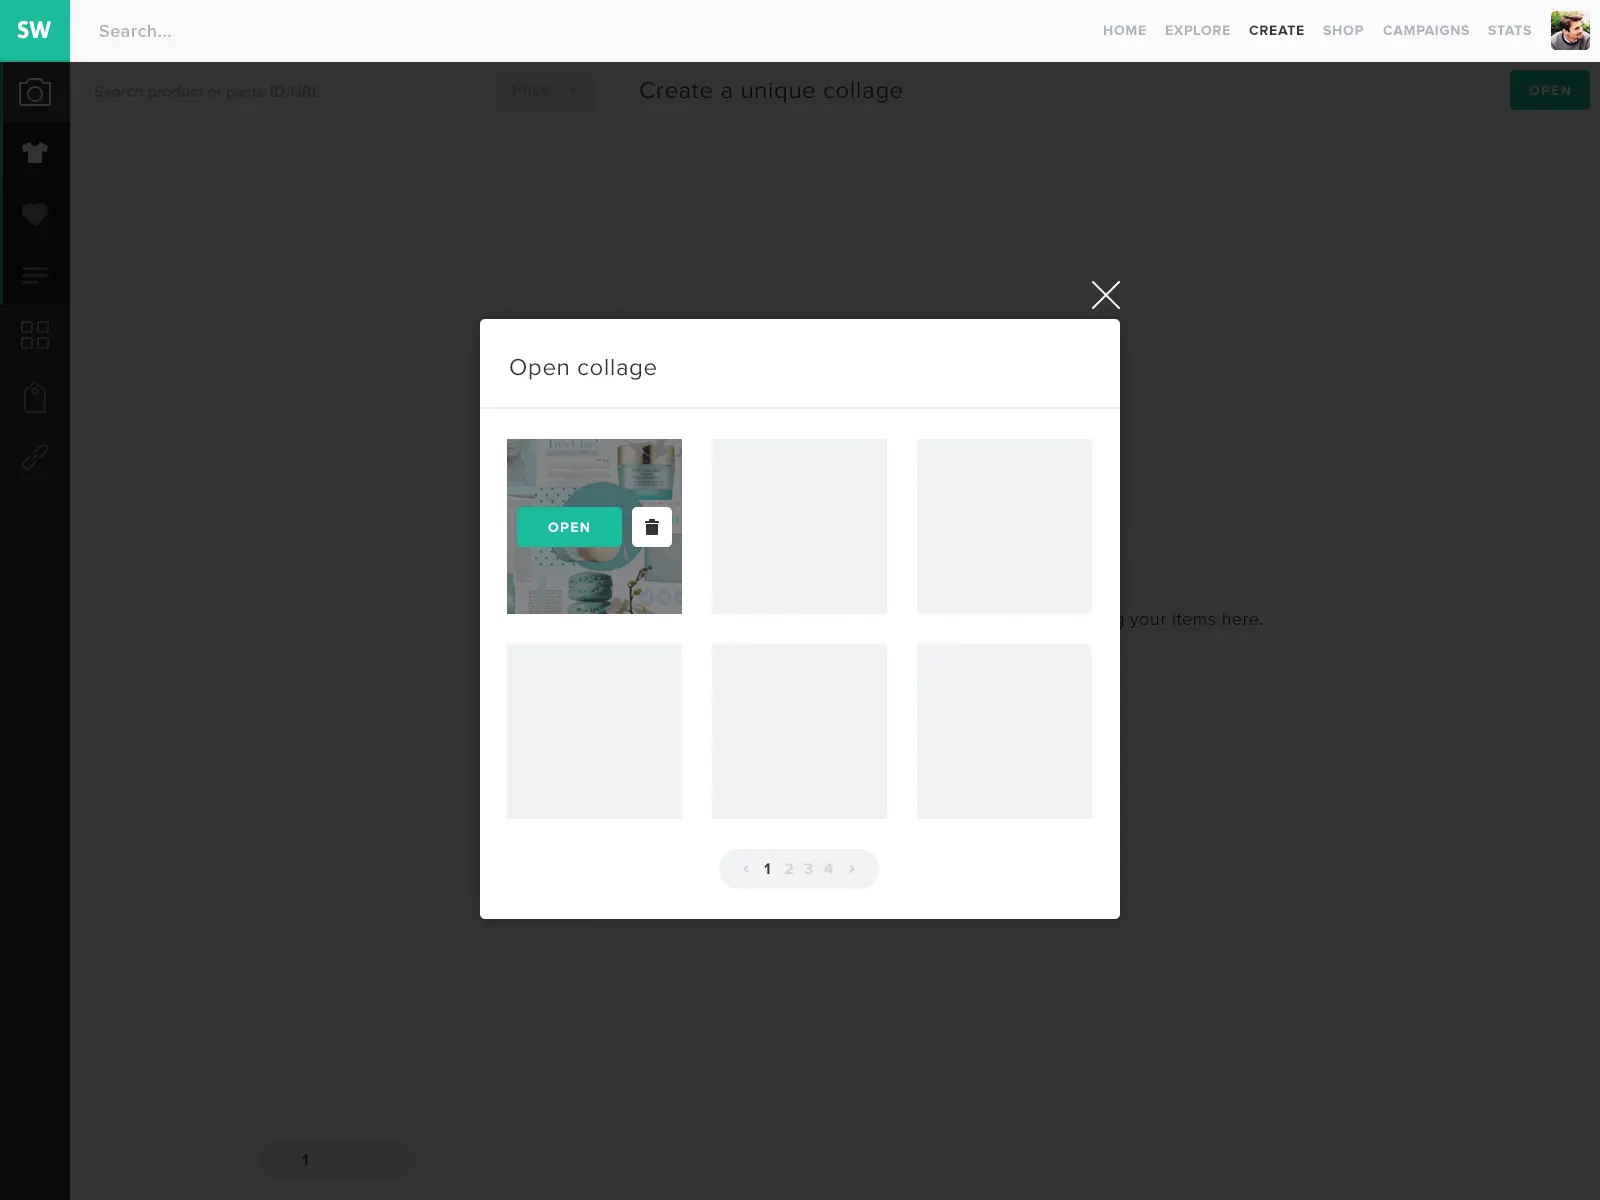 SW
Search...
HOME EXPLORE CREATE SHOP CAMPAIGNS STATS
Search product or paste ID/URL
Price
Create a unique collage
OPEN
Open collage
OPEN
your items here.
‹ 1 2 3 4 ›
1